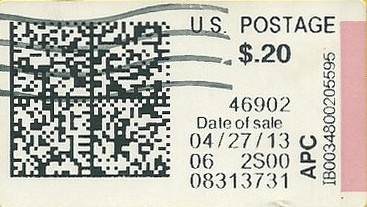 U.S. POSTAGE
$.20
46902
Date of sale
04/27/13
06 2S00
08313731
APC
IB0034800205595